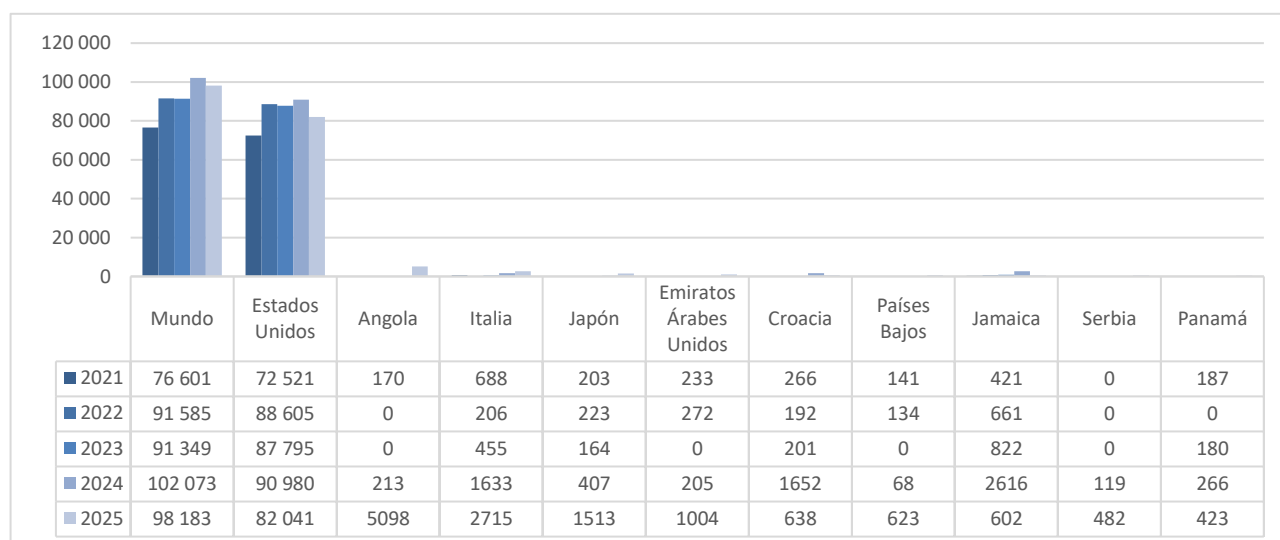 120 000
100 000
80 000
60 000
40 000
20 000
0
Mundo Estados Unidos Angola Italia Japón Emiratos Árabes Unidos Croacia Países Bajos Jamaica Serbia Panamá
2021 76 601 72 521 170 688 203 233 266 141 421 0 187
2022 91 585 88 605 0 206 223 272 192 134 661 0 0
2023 91 349 87 795 0 455 164 0 201 0 822 0 180
2024 102 073 90 980 213 1633 407 205 1652 68 2616 119 266
2025 98 183 82 041 5098 2715 1513 1004 638 623 602 482 423